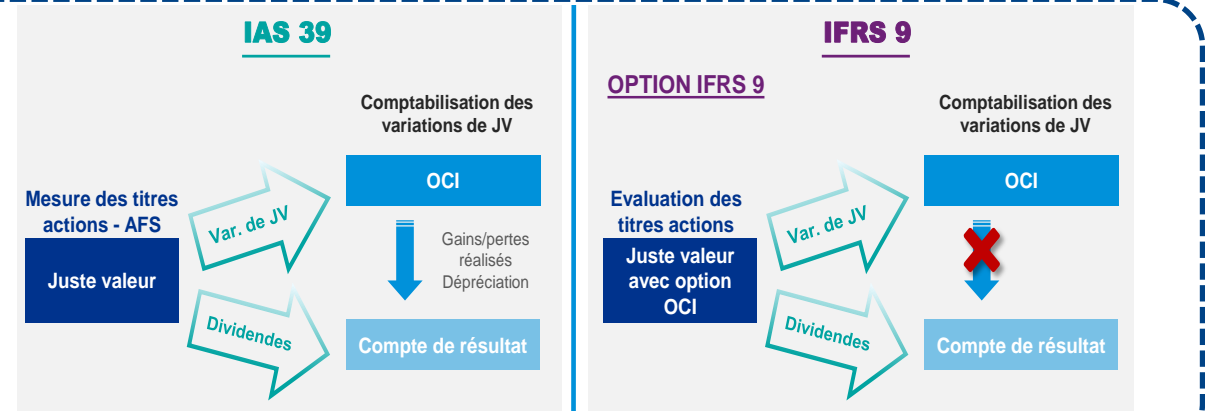 IAS 39
Comptabilisation des
variations de JV
OCI
Mesure des titres
actions - AFS
Juste valeur
Var. de JV
Gains/pertes
réalisés
Dépréciation
Dividendes
Compte de résultat
IFRS 9
OPTION IFRS 9
Comptabilisation des
variations de JV
OCI
Evaluation des
titres actions
Juste valeur
avec option
OCI
Var. de JV
Dividendes
Compte de résultat